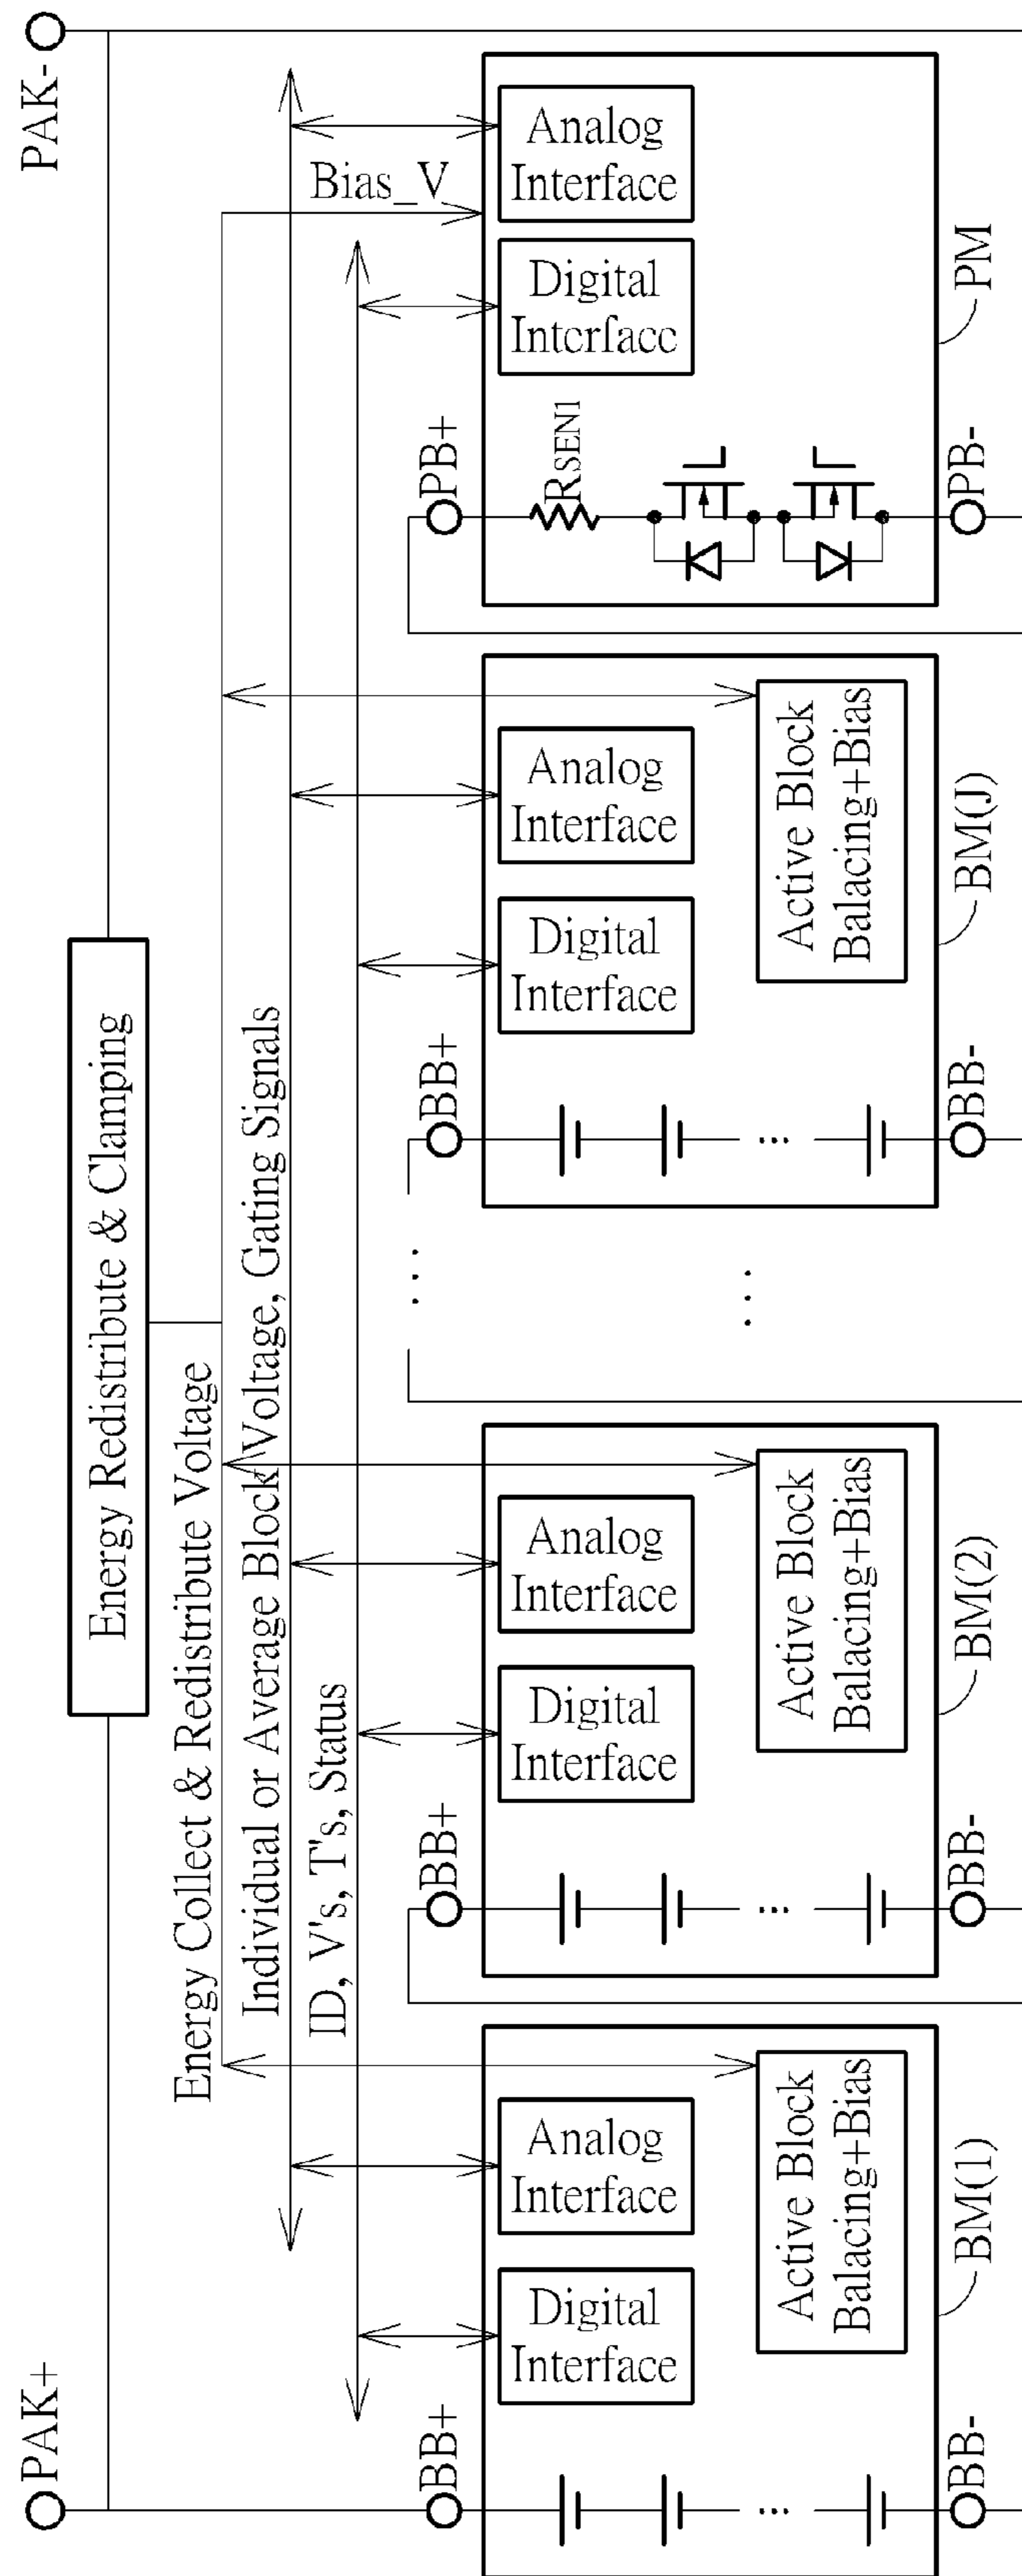 PAK+
PAK-
Energy Redistribute & Clamping
Energy Collect & Redistribute Voltage
Individual or Average Block Voltage, Gating Signals
ID, V's, T's, Status
Bias_V
BB+
Digital
Interface
Analog
Interface
Active Block
Balacing+Bias
BB-
BM(1)
BB+
Digital
Interface
Analog
Interface
Active Block
Balacing+Bias
BB-
BM(2)
...
...
BB+
Digital
Interface
Analog
Interface
Active Block
Balacing+Bias
BB-
BM(J)
PB+
RSEN1
Digital
Interface
Analog
Interface
PB-
PM